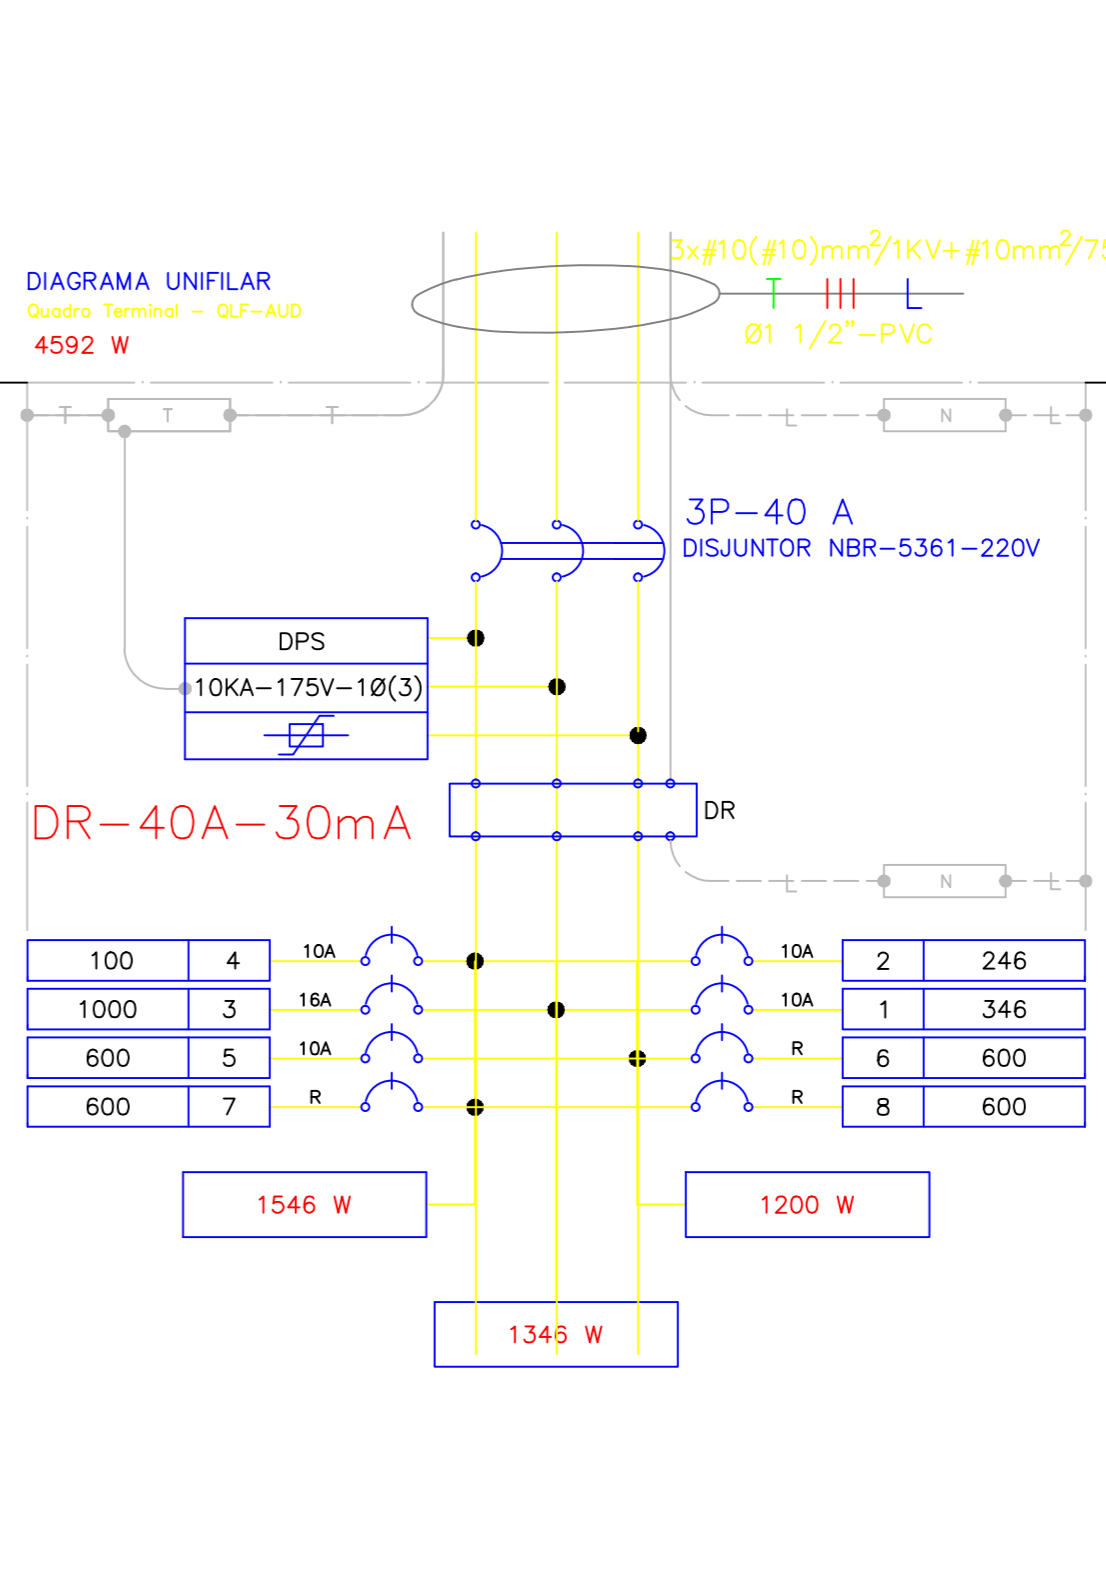 3x#10(#10)mm²/1KV+#10mm²/75
DIAGRAMA UNIFILAR
Quadro Terminal - QLF-AUD
4592 W
T
L
Ø1 1/2"-PVC
T T T
L N L
3P-40 A
DISJUNTOR NBR-5361-220V
DPS
10KA-175V-1Ø(3)
DR-40A-30mA
DR
L N L
100 4 10A 10A 2 246
1000 3 16A 10A 1 346
600 5 10A R 6 600
600 7 R R 8 600
1546 W
1200 W
1346 W